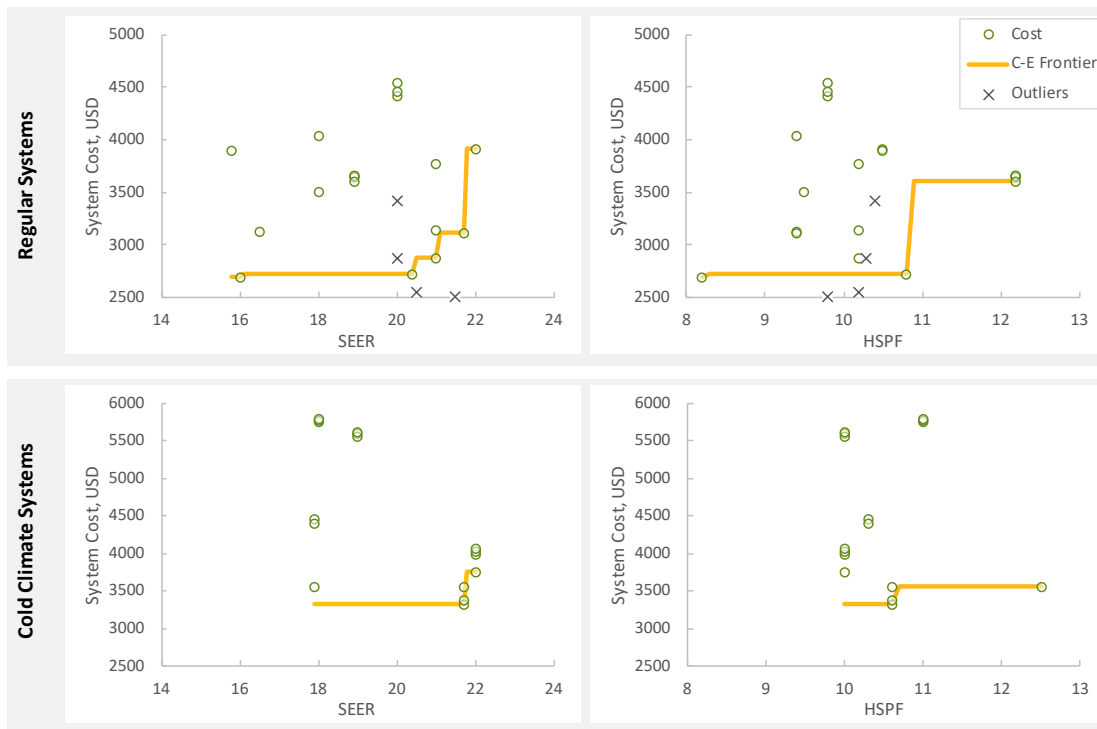 Regular Systems
System Cost, USD
5000
4500
4000
3500
3000
2500
14 16 18 20 22 24
SEER
System Cost, USD
5000
4500
4000
3500
3000
2500
8 9 10 11 12 13
HSPF
Cost
C-E Frontier
Outliers
Cold Climate Systems
System Cost, USD
6000
5500
5000
4500
4000
3500
3000
2500
14 16 18 20 22 24
SEER
System Cost, USD
6000
5500
5000
4500
4000
3500
3000
2500
8 9 10 11 12 13
HSPF